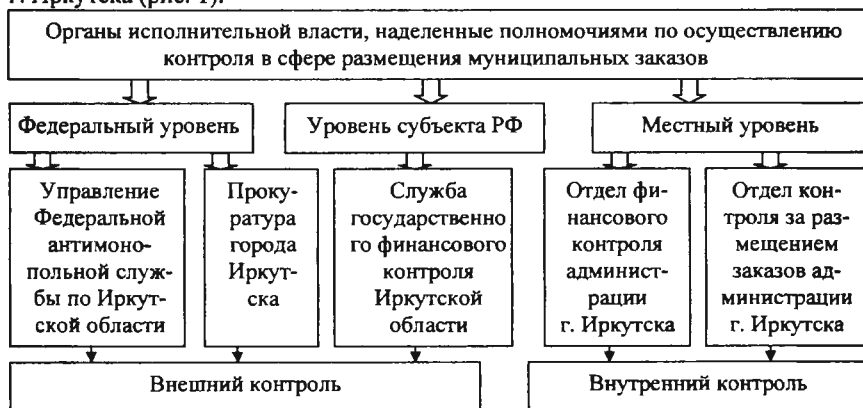 г. Иркутска (рис. 1).
Органы исполнительной власти, наделенные полномочиями по осуществлению
контроля в сфере размещения муниципальных заказов
Федеральный уровень
Уровень субъекта РФ
Местный уровень
Управление
Федеральной
антимоно-
польной служ-
бы по Иркут-
ской области
Проку-
ратура
города
Иркут-
ска
Служба
государственно
го финансового
контроля
Иркутской
области
Отдел фи-
нансового
контроля
админист-
рации
г. Иркутска
Отдел кон-
троля за раз-
мещением
заказов ад-
министрации
г. Иркутска
Внешний контроль
Внутренний контроль